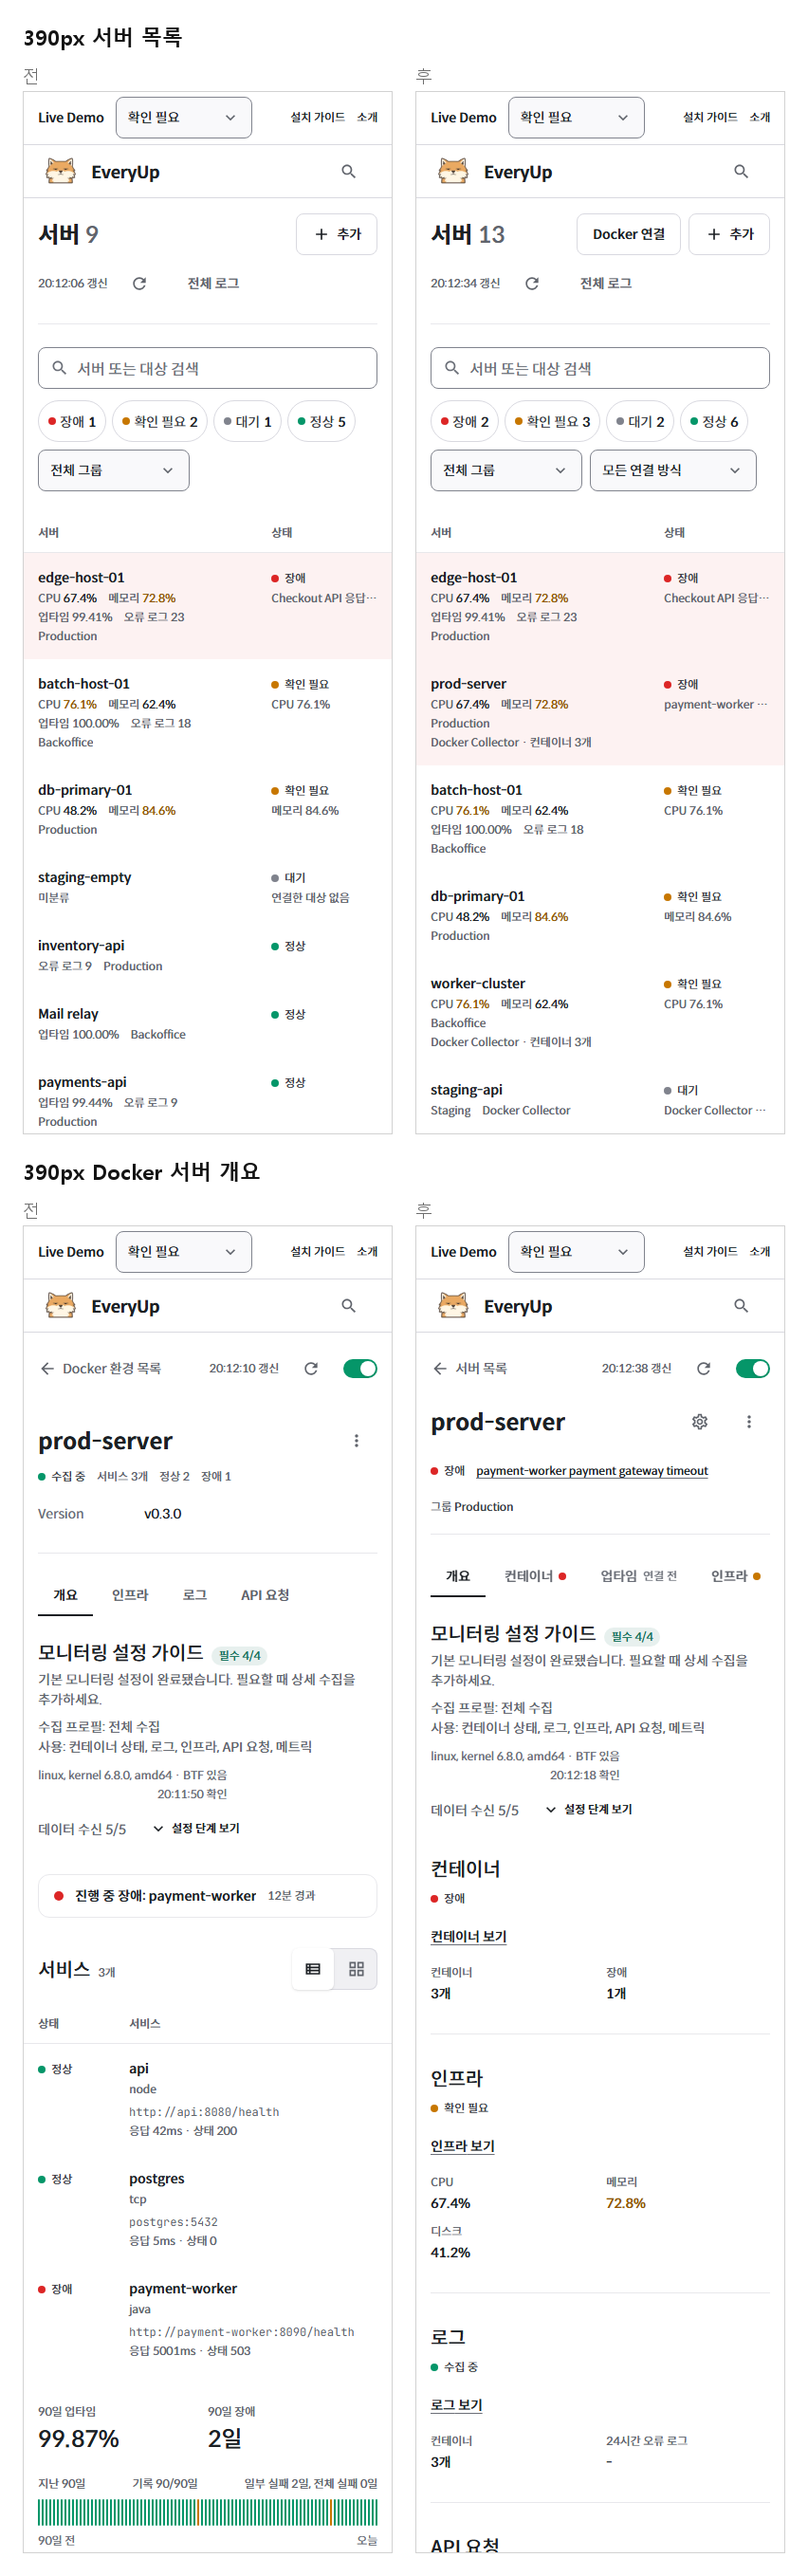 390px 서버 목록
전
Live Demo 확인 필요 설치 가이드 소개
EveryUp
서버 9 + 추가
20:12:06 갱신 전체 로그
서버 또는 대상 검색
장애 1 확인 필요 2 대기 1 정상 5
전체 그룹
서버 상태
edge-host-01 장애
CPU 67.4% 메모리 72.8% Checkout API 응답…
업타임 99.41% 오류 로그 23
Production
batch-host-01 확인 필요
CPU 76.1% 메모리 62.4% CPU 76.1%
업타임 100.00% 오류 로그 18
Backoffice
db-primary-01 확인 필요
CPU 48.2% 메모리 84.6% 메모리 84.6%
Production
staging-empty 대기
미분류 연결한 대상 없음
inventory-api 정상
오류 로그 9 Production
Mail relay 정상
업타임 100.00% Backoffice
payments-api 정상
업타임 99.44% 오류 로그 9
Production
후
Live Demo 확인 필요 설치 가이드 소개
EveryUp
서버 13 Docker 연결 + 추가
20:12:34 갱신 전체 로그
서버 또는 대상 검색
장애 2 확인 필요 3 대기 2 정상 6
전체 그룹 모든 연결 방식
서버 상태
edge-host-01 장애
CPU 67.4% 메모리 72.8% Checkout API 응답…
업타임 99.41% 오류 로그 23
Production
prod-server 장애
CPU 67.4% 메모리 72.8% payment-worker …
Production
Docker Collector · 컨테이너 3개
batch-host-01 확인 필요
CPU 76.1% 메모리 62.4% CPU 76.1%
업타임 100.00% 오류 로그 18
Backoffice
db-primary-01 확인 필요
CPU 48.2% 메모리 84.6% 메모리 84.6%
Production
worker-cluster 확인 필요
CPU 76.1% 메모리 62.4% CPU 76.1%
Backoffice
Docker Collector · 컨테이너 3개
staging-api 대기
Staging Docker Collector Docker Collector …
390px Docker 서버 개요
전
Live Demo 확인 필요 설치 가이드 소개
EveryUp
Docker 환경 목록 20:12:10 갱신
prod-server
수집 중 서비스 3개 정상 2 장애 1
Version v0.3.0
개요 인프라 로그 API 요청
모니터링 설정 가이드 필수 4/4
기본 모니터링 설정이 완료됐습니다. 필요할 때 상세 수집을
추가하세요.
수집 프로필: 전체 수집
사용: 컨테이너 상태, 로그, 인프라, API 요청, 메트릭
linux, kernel 6.8.0, amd64 · BTF 있음
20:11:50 확인
데이터 수신 5/5 설정 단계 보기
진행 중 장애: payment-worker 12분 경과
서비스 3개
상태 서비스
정상 api
node
http://api:8080/health
응답 42ms · 상태 200
정상 postgres
tcp
postgres:5432
응답 5ms · 상태 0
장애 payment-worker
java
http://payment-worker:8090/health
응답 5001ms · 상태 503
90일 업타임 90일 장애
99.87% 2일
지난 90일 기록 90/90일 일부 실패 2일, 전체 실패 0일
90일 전 오늘
후
Live Demo 확인 필요 설치 가이드 소개
EveryUp
서버 목록 20:12:38 갱신
prod-server
장애 payment-worker payment gateway timeout
그룹 Production
개요 컨테이너 업타임 연결 전 인프라
모니터링 설정 가이드 필수 4/4
기본 모니터링 설정이 완료됐습니다. 필요할 때 상세 수집을
추가하세요.
수집 프로필: 전체 수집
사용: 컨테이너 상태, 로그, 인프라, API 요청, 메트릭
linux, kernel 6.8.0, amd64 · BTF 있음
20:12:18 확인
데이터 수신 5/5 설정 단계 보기
컨테이너
장애
컨테이너 보기
컨테이너 장애
3개 1개
인프라
확인 필요
인프라 보기
CPU 메모리
67.4% 72.8%
디스크
41.2%
로그
수집 중
로그 보기
컨테이너 24시간 오류 로그
3개 -
API 요청